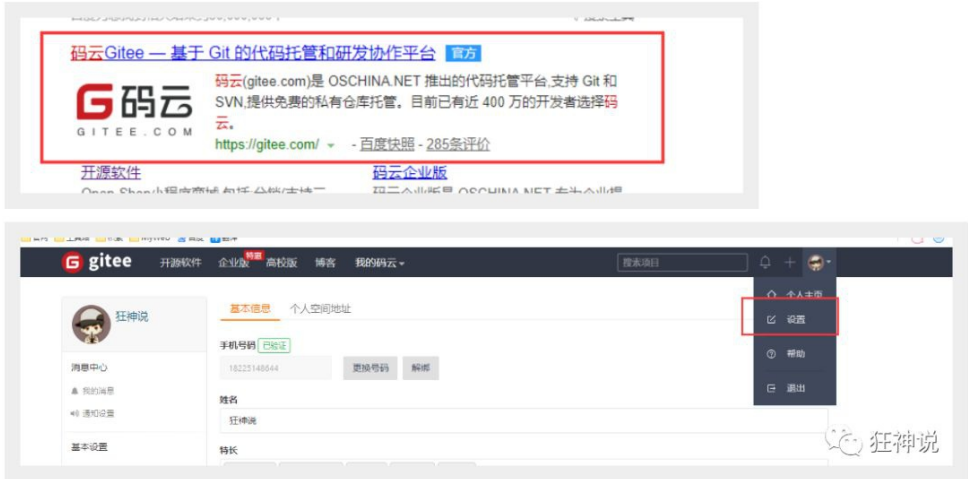 码云Gitee — 基于 Git 的代码托管和研发协作平台 官方
码云
GITEE.COM
码云(gitee.com)是 OSCHINA.NET 推出的代码托管平台,支持 Git 和
SVN,提供免费的私有仓库托管。目前已有近 400 万的开发者选择码
云。
https://gitee.com/ - 百度快照 - 285条评价
开源软件 码云企业版
gitee 开源软件 企业版 特惠 高校版 博客 我的码云 搜索项目
个人主页
设置
帮助
退出
狂神说
基本信息 个人空间地址
手机号码 已验证
18225148644 更换号码 解绑
消息中心
我的消息
通知设置
姓名
狂神说
基本设置
特长
狂神说